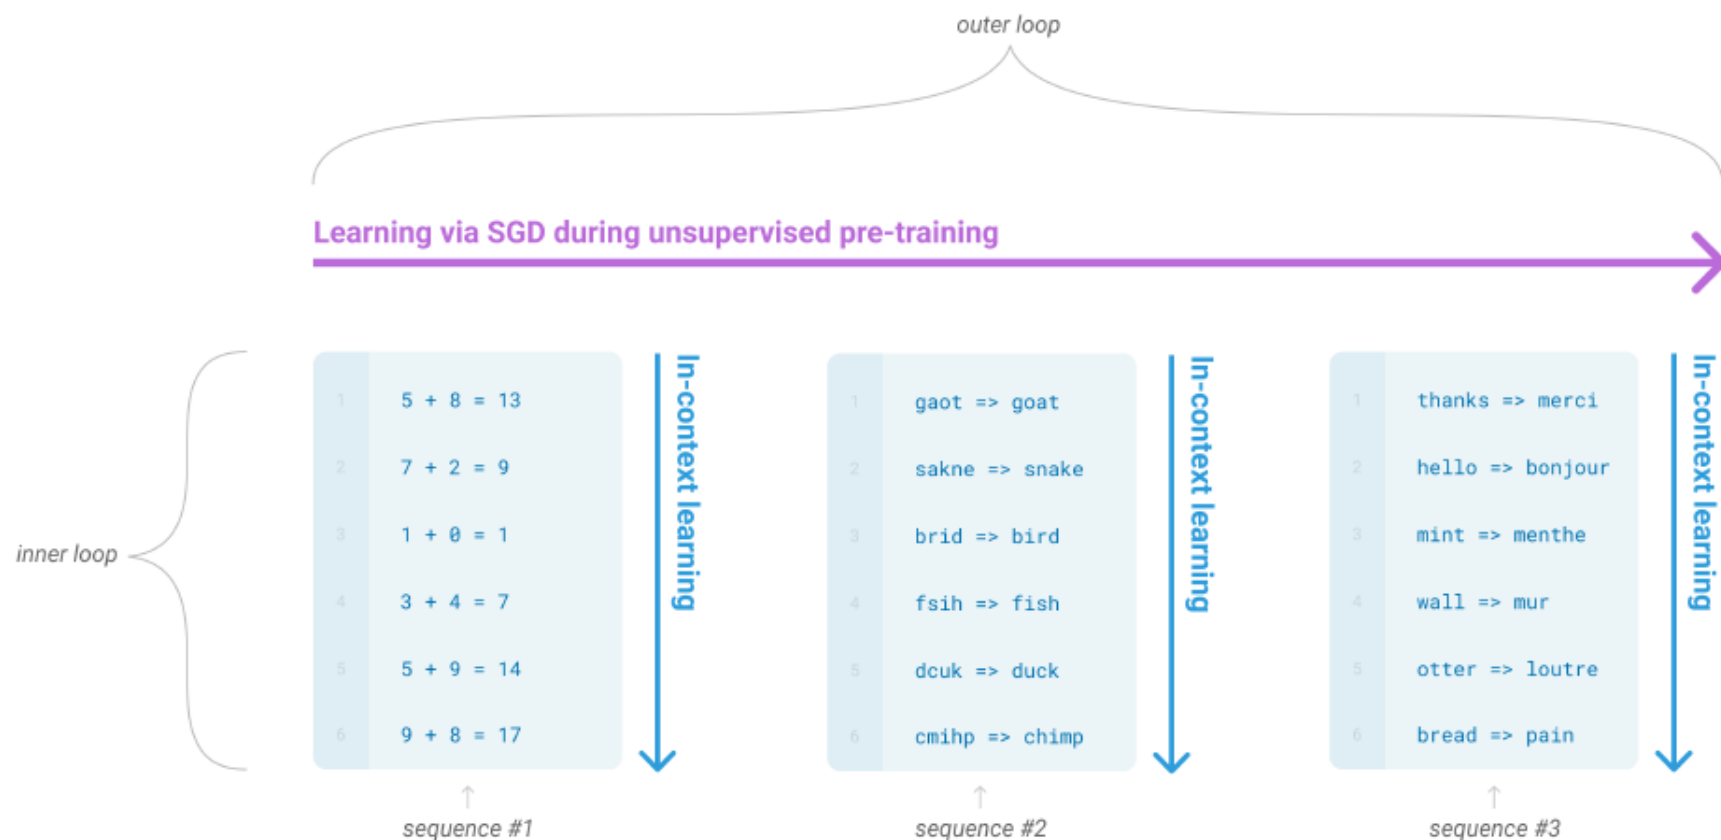 outer loop
Learning via SGD during unsupervised pre-training
inner loop
1 5 + 8 = 13
2 7 + 2 = 9
3 1 + 0 = 1
4 3 + 4 = 7
5 5 + 9 = 14
6 9 + 8 = 17
In-context learning
sequence #1
1 gaot => goat
2 sakne => snake
3 brid => bird
4 fsih => fish
5 dcuk => duck
6 cmihp => chimp
In-context learning
sequence #2
1 thanks => merci
2 hello => bonjour
3 mint => menthe
4 wall => mur
5 otter => loutre
6 bread => pain
In-context learning
sequence #3